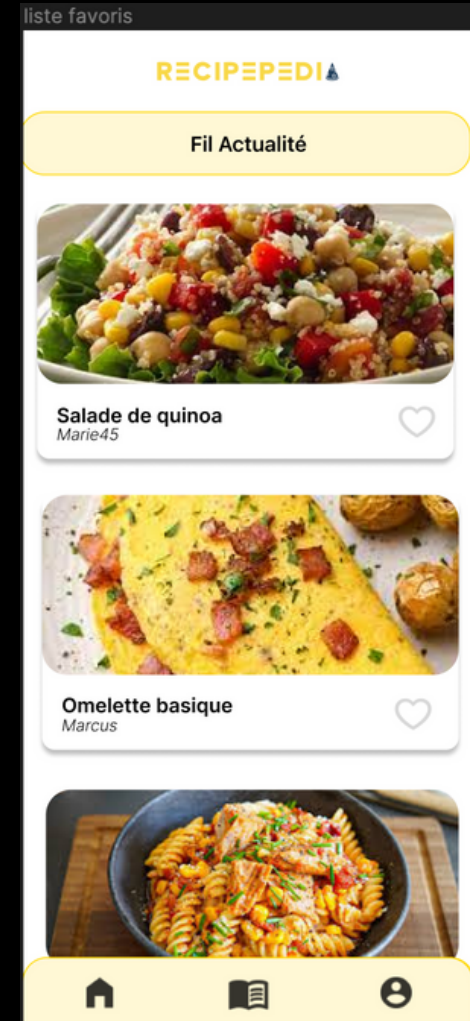 liste favoris
RECIPEPEDIA
Fil Actualité
Salade de quinoa
Marie45
Omelette basique
Marcus